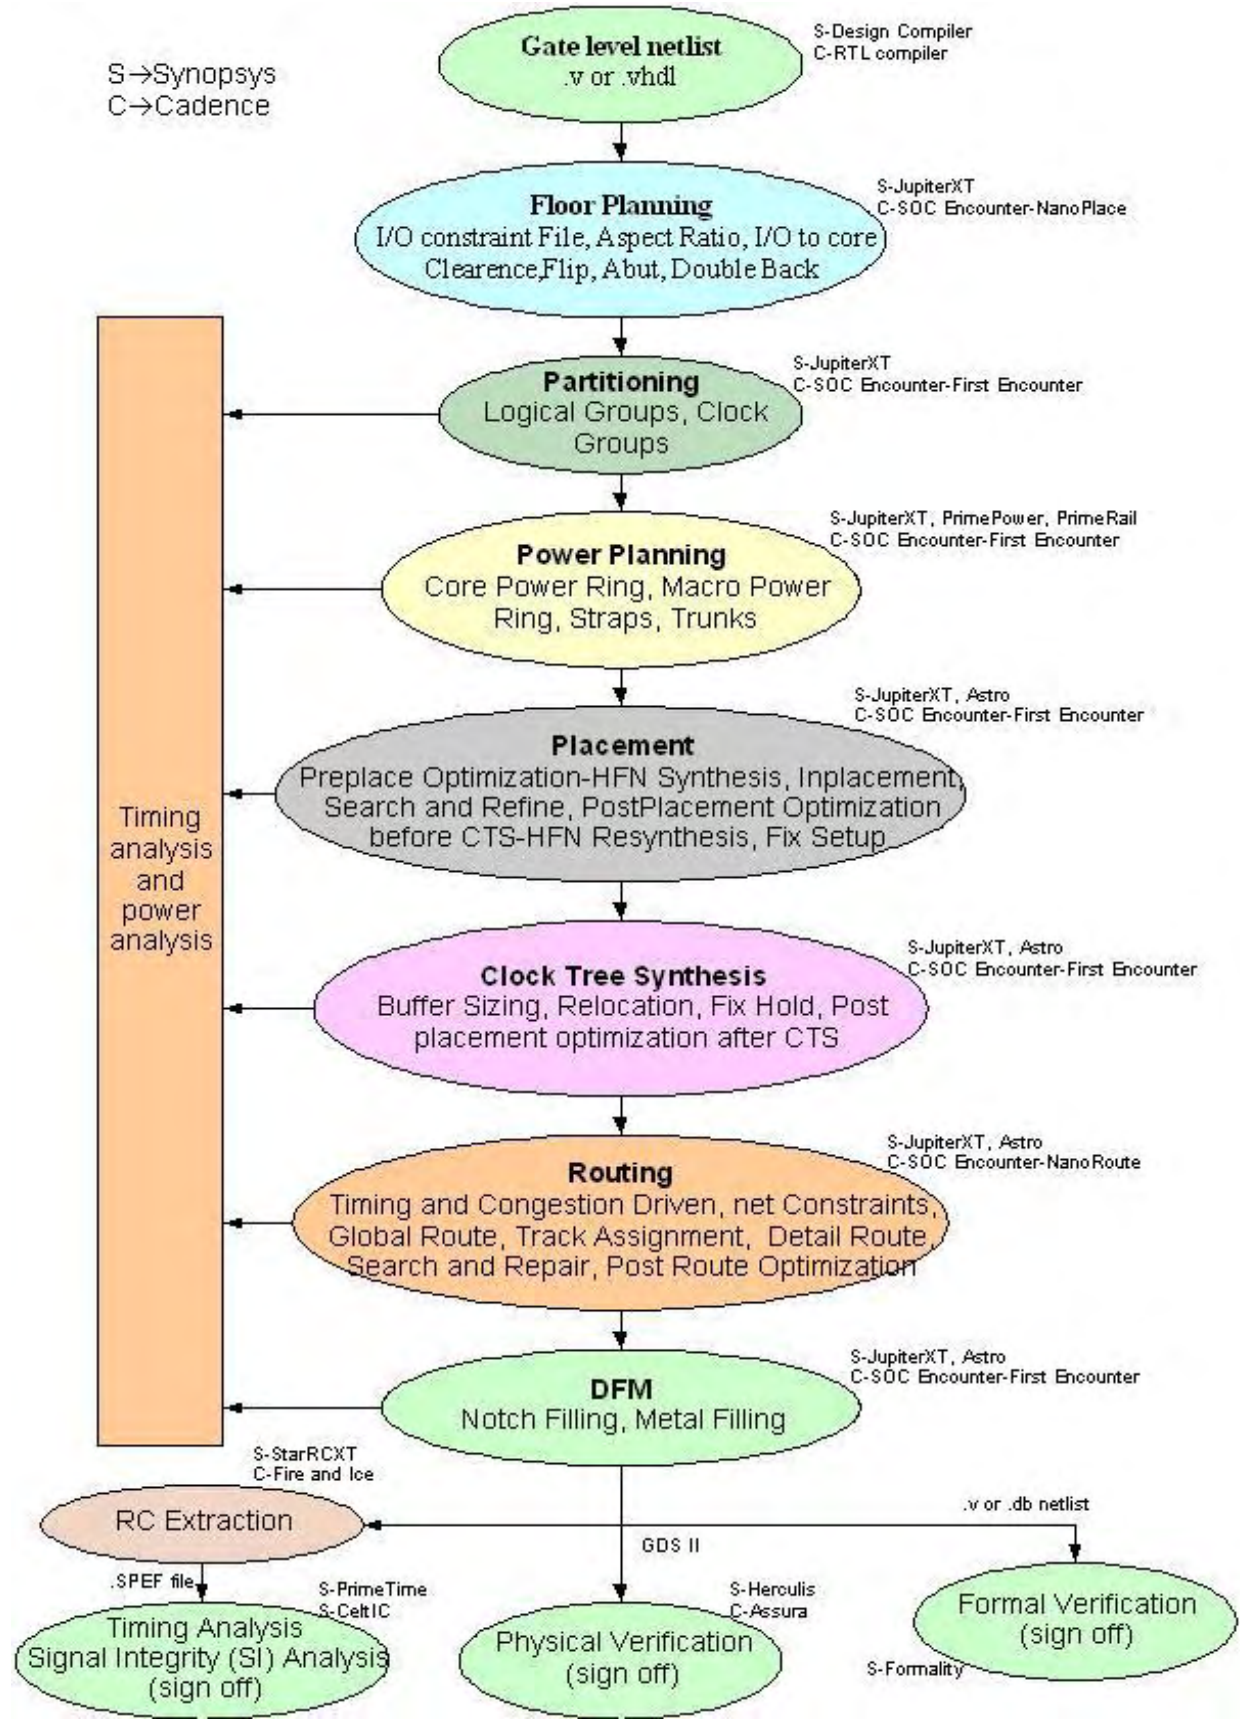 S→Synopsys
C→Cadence
Gate level netlist
.v or .vhdl
S-Design Compiler
C-RTL compiler
Floor Planning
I/O constraint File, Aspect Ratio, I/O to core
Clearence,Flip, Abut, Double Back
S-JupiterXT
C-SOC Encounter-NanoPlace
Partitioning
Logical Groups, Clock
Groups
S-JupiterXT
C-SOC Encounter-First Encounter
Power Planning
Core Power Ring, Macro Power
Ring, Straps, Trunks
S-JupiterXT, PrimePower, PrimeRail
C-SOC Encounter-First Encounter
Placement
Preplace Optimization-HFN Synthesis, Inplacement,
Search and Refine, PostPlacement Optimization
before CTS-HFN Resynthesis, Fix Setup
S-JupiterXT, Astro
C-SOC Encounter-First Encounter
Timing
analysis
and
power
analysis
Clock Tree Synthesis
Buffer Sizing, Relocation, Fix Hold, Post
placement optimization after CTS
S-JupiterXT, Astro
C-SOC Encounter-First Encounter
Routing
Timing and Congestion Driven, net Constraints,
Global Route, Track Assignment, Detail Route,
Search and Repair, Post Route Optimization
S-JupiterXT, Astro
C-SOC Encounter-NanoRoute
DFM
Notch Filling, Metal Filling
S-JupiterXT, Astro
C-SOC Encounter-First Encounter
S-StarRCXT
C-Fire and Ice
RC Extraction
.v or .db netlist
GDS II
.SPEF file
S-PrimeTime
S-CeltIC
Timing Analysis
Signal Integrity (SI) Analysis
(sign off)
S-Herculis
C-Assura
Physical Verification
(sign off)
Formal Verification
(sign off)
S-Formality